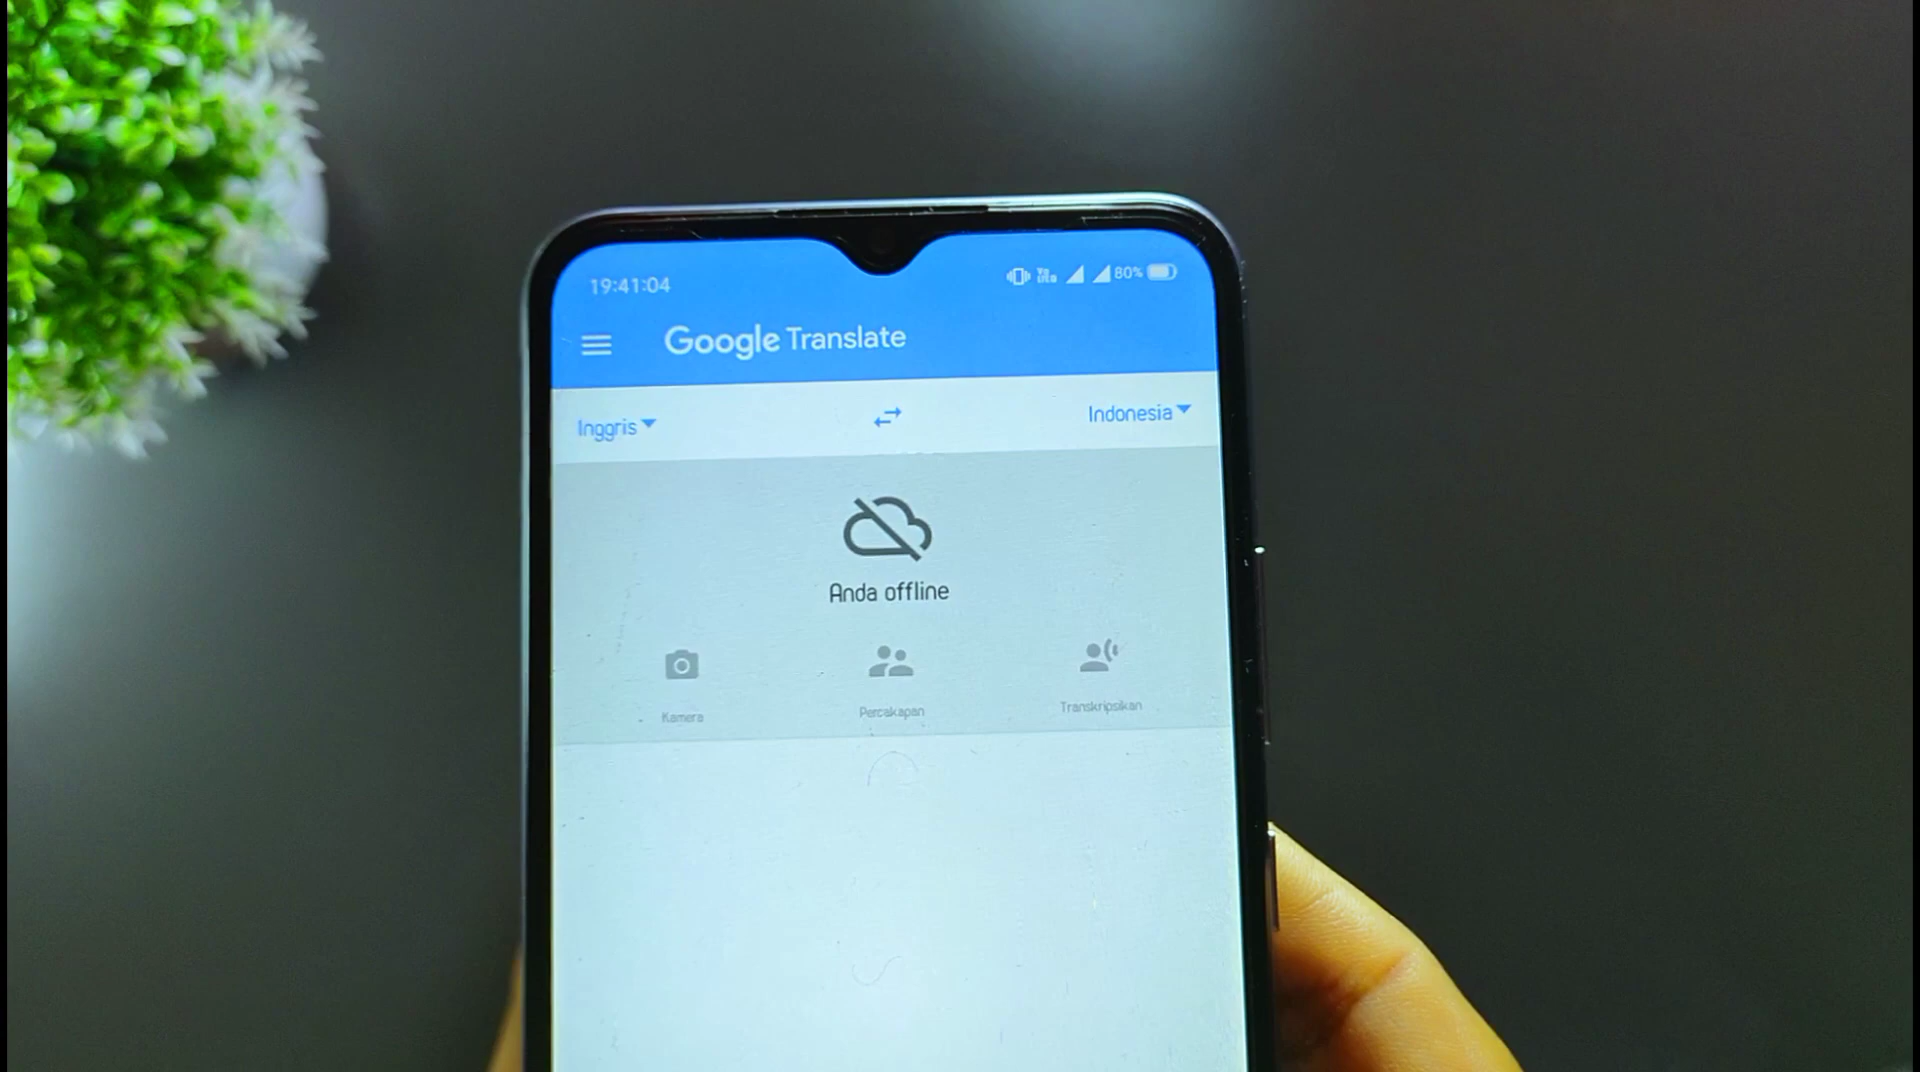 19:41:04
80%
Google Translate
Inggris
Indonesia
Anda offline
Kamera
Percakapan
Transkripsikan